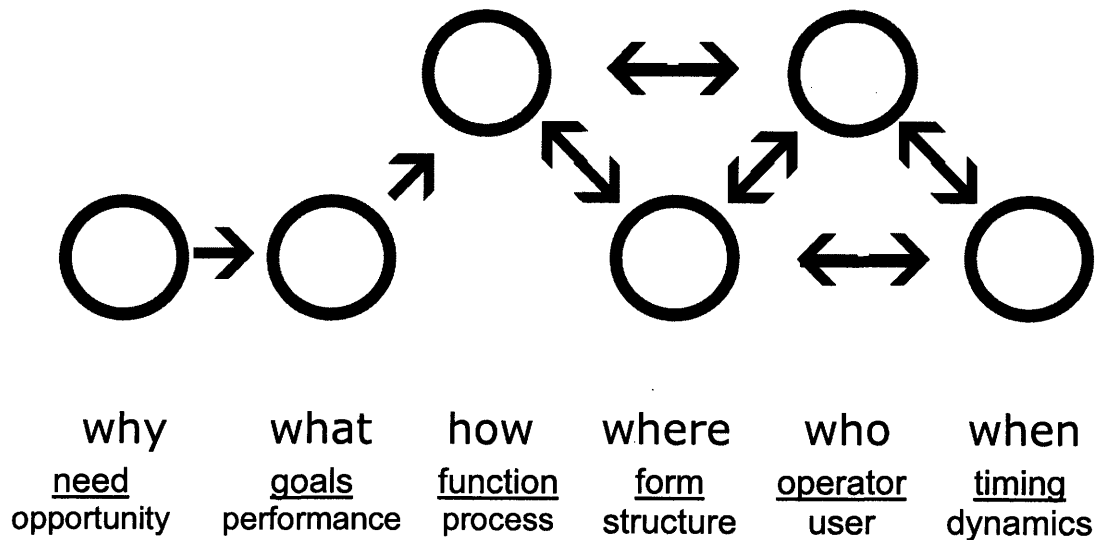 why what how where who when
need goals function form operator timing
opportunity performance process structure user dynamics